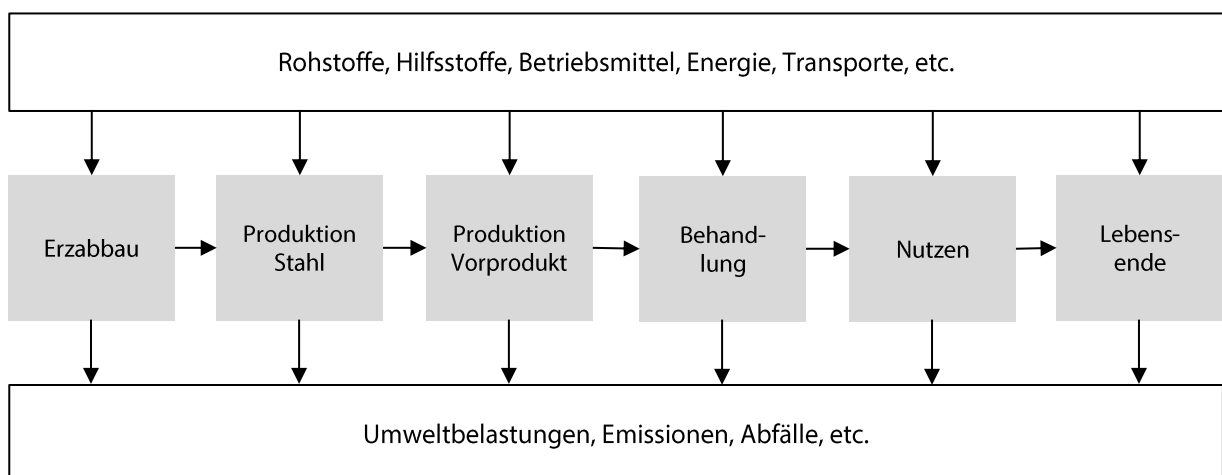 Rohstoffe, Hilfsstoffe, Betriebsmittel, Energie, Transporte, etc.
Erzabbau
Produktion
Stahl
Produktion
Vorprodukt
Behand-
lung
Nutzen
Lebens-
ende
Umweltbelastungen, Emissionen, Abfälle, etc.